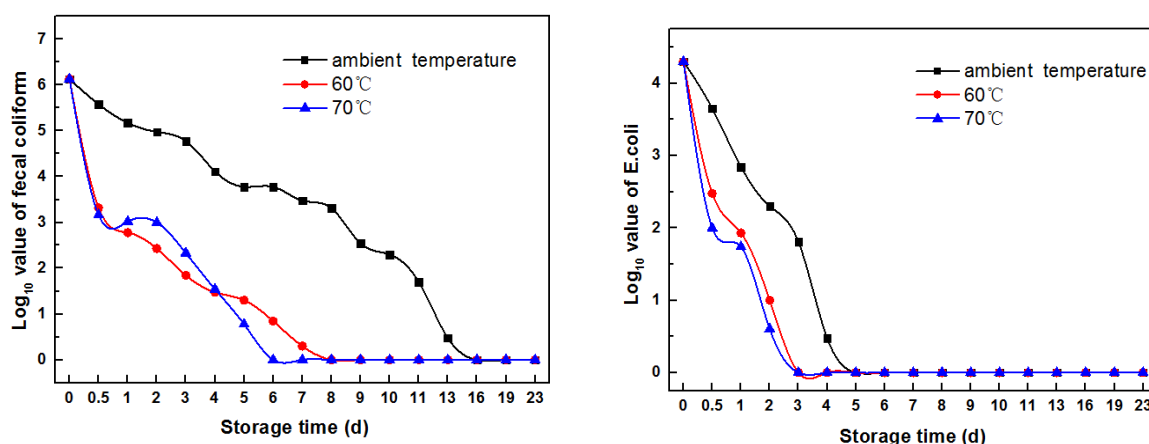 7
6
5
4
3
2
1
0
Log10 value of fecal coliform
ambient temperature
60℃
70℃
0 0.5 1 2 3 4 5 6 7 8 9 10 11 13 16 19 23
Storage time (d)
4
3
2
1
0
Log10 value of E.coli
ambient temperature
60℃
70℃
0 0.5 1 2 3 4 5 6 7 8 9 10 11 13 16 19 23
Storage time (d)